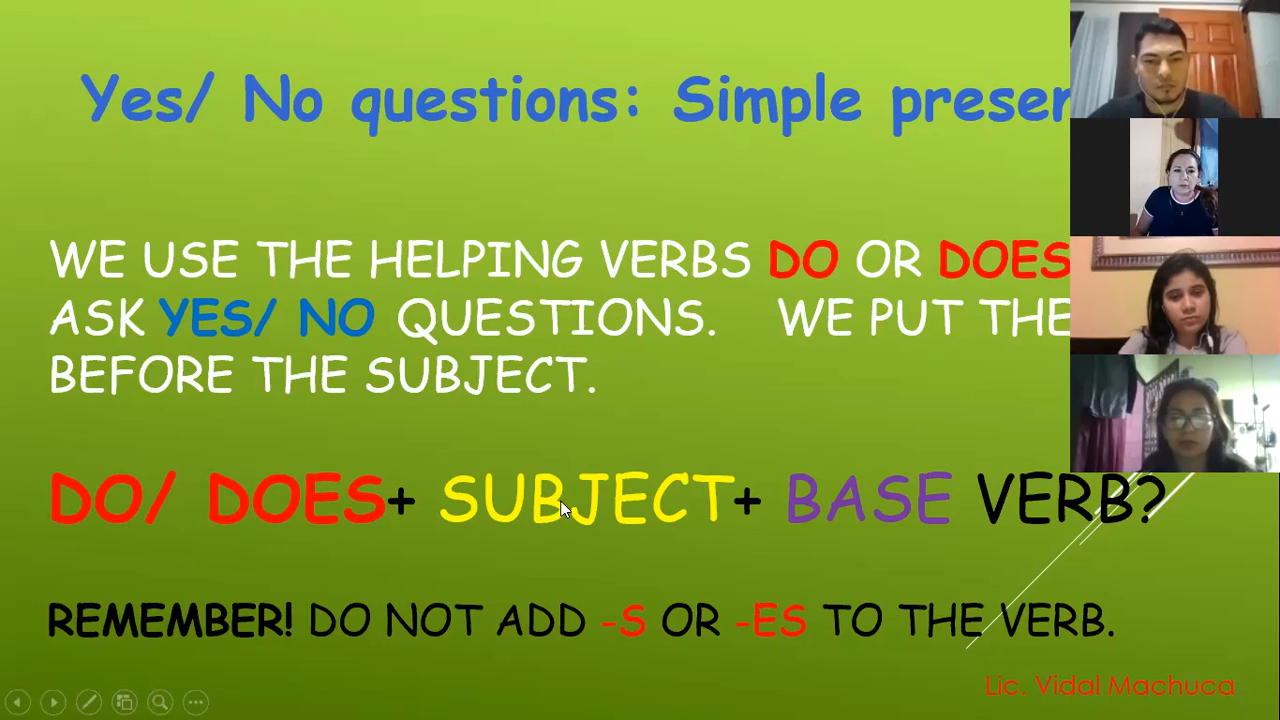 Yes/ No questions: Simple presen
WE USE THE HELPING VERBS DO OR DOES
ASK YES/ NO QUESTIONS. WE PUT THE
BEFORE THE SUBJECT.
DO/ DOES+ SUBJECT+ BASE VERB?
REMEMBER! DO NOT ADD -S OR -ES TO THE VERB.
Lic. Vidal Machuca